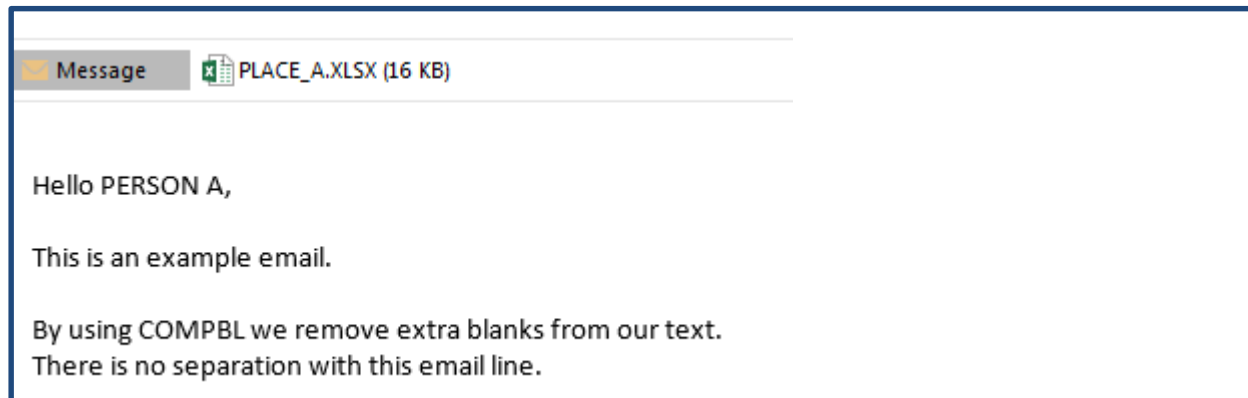 Message PLACE_A.XLSX (16 KB)
Hello PERSON A,
This is an example email.
By using COMPBL we remove extra blanks from our text.
There is no separation with this email line.